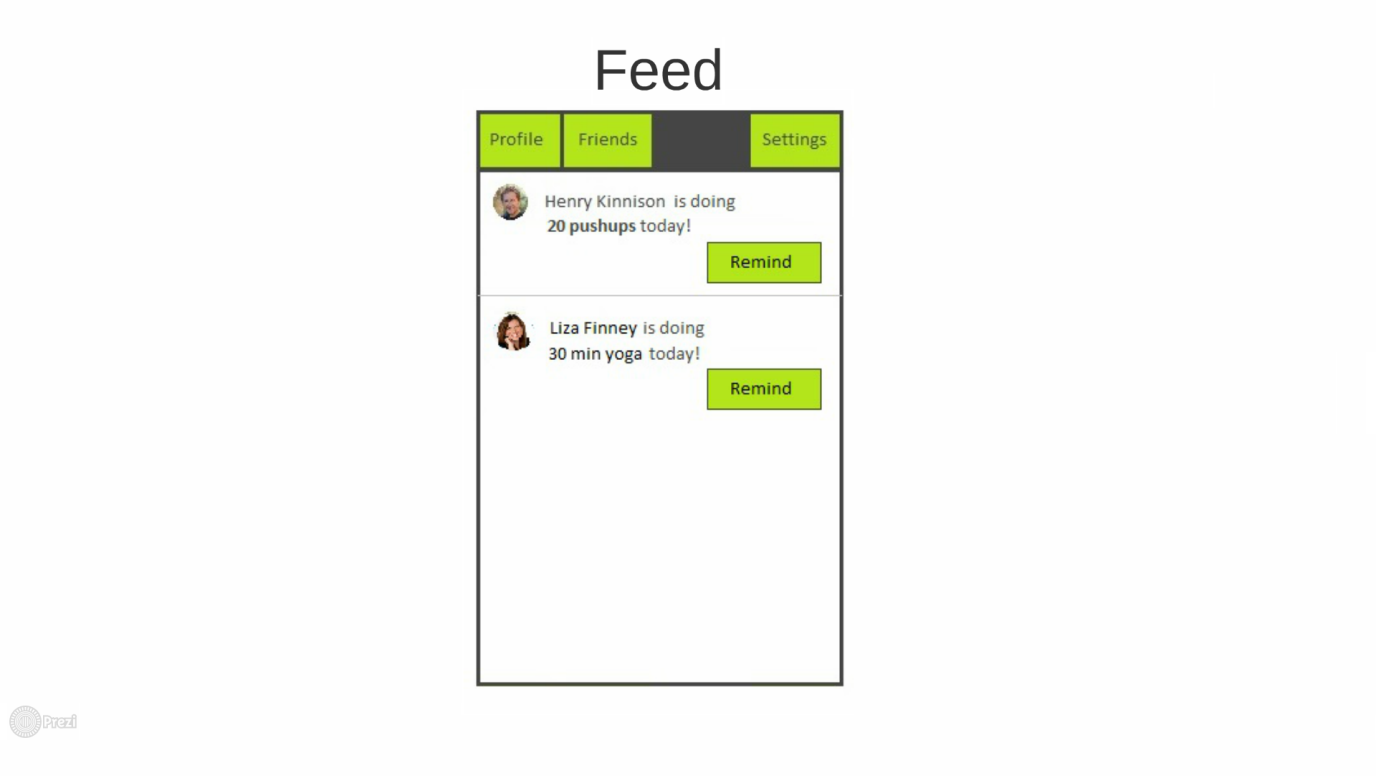 Feed
Profile Friends Settings
Henry Kinnison is doing
20 pushups today!
Remind
Liza Finney is doing
30 min yoga today!
Remind
Prezi